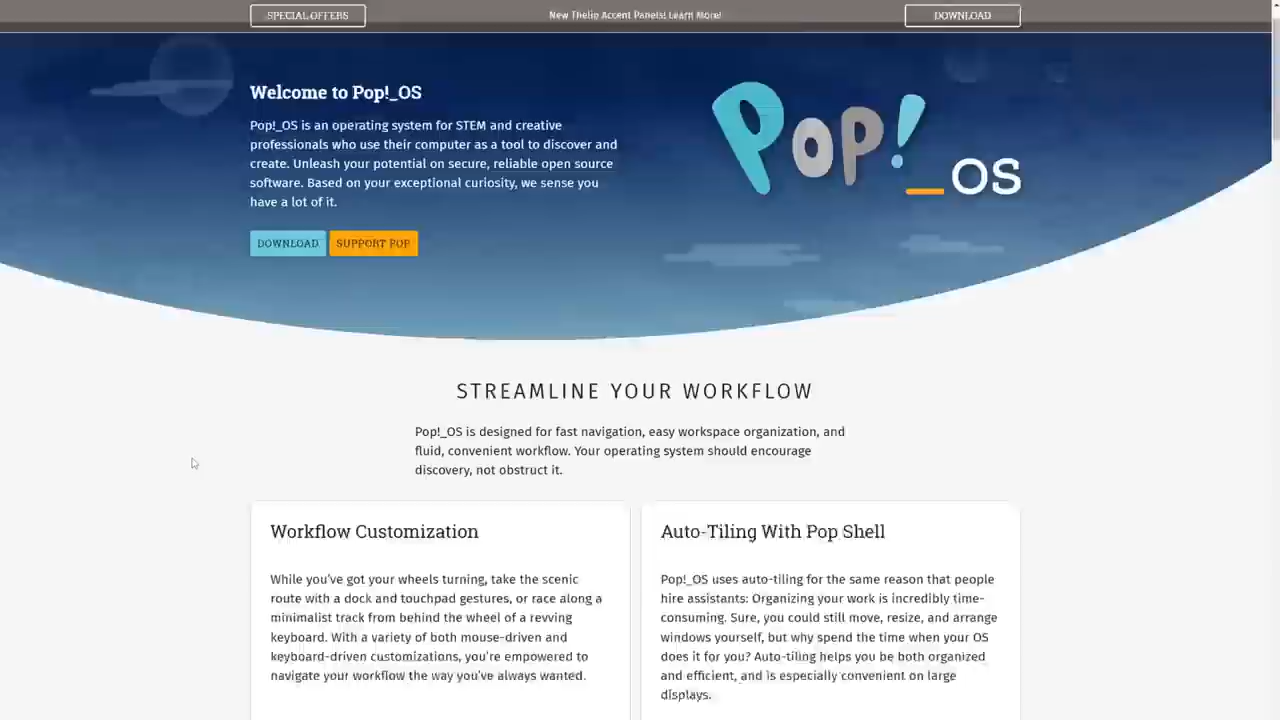 SPECIAL OFFERS
New Thelio Accent Panels! Learn More!
DOWNLOAD
Welcome to Pop!_OS
Pop!_OS is an operating system for STEM and creative
professionals who use their computer as a tool to discover and
create. Unleash your potential on secure, reliable open source
software. Based on your exceptional curiosity, we sense you
have a lot of it.
DOWNLOAD SUPPORT POP
Pop!_OS
STREAMLINE YOUR WORKFLOW
Pop!_OS is designed for fast navigation, easy workspace organization, and
fluid, convenient workflow. Your operating system should encourage
discovery, not obstruct it.
Workflow Customization
While you've got your wheels turning, take the scenic
route with a dock and touchpad gestures, or race along a
minimalist track from behind the wheel of a revving
keyboard. With a variety of both mouse-driven and
keyboard-driven customizations, you're empowered to
navigate your workflow the way you've always wanted.
Auto-Tiling With Pop Shell
Pop!_OS uses auto-tiling for the same reason that people
hire assistants: Organizing your work is incredibly time-
consuming. Sure, you could still move, resize, and arrange
windows yourself, but why spend the time when your OS
does it for you? Auto-tiling helps you be both organized
and efficient, and is especially convenient on large
displays.